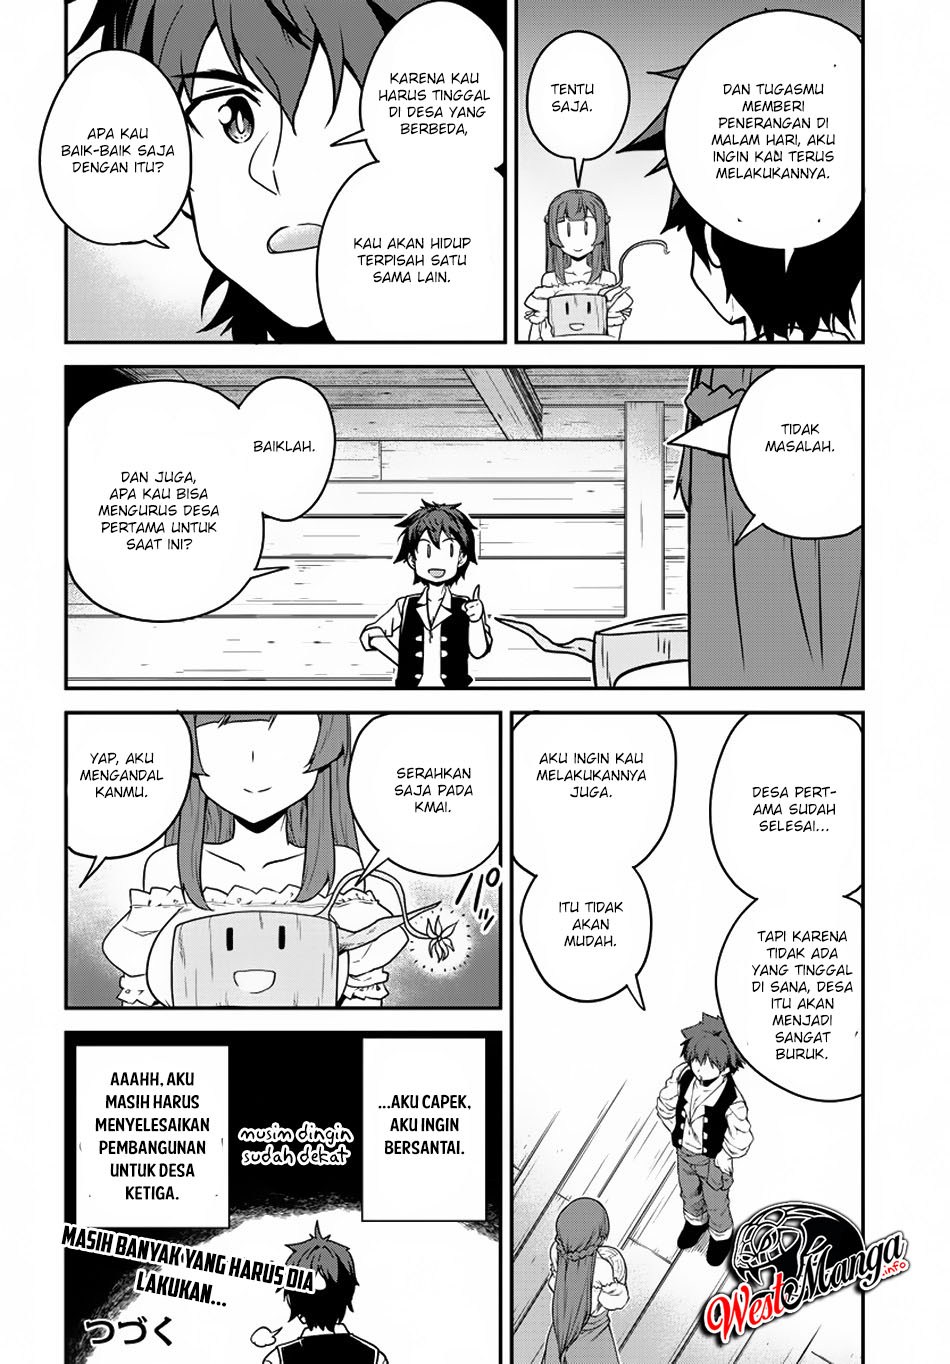 DAN TUGASMU
MEMBERI
PENERANGAN DI
MALAM HARI, AKU
INGIN KAU TERUS
MELAKUKANNYA.
TENTU
SAJA.
KARENA KAU
HARUS TINGGAL
DI DESA YANG
BERBEDA,
KAU AKAN HIDUP
TERPISAH SATU
SAMA LAIN.
APA KAU
BAIK-BAIK SAJA
DENGAN ITU?
TIDAK
MASALAH.
BAIKLAH.
DAN JUGA,
APA KAU BISA
MENGURUS DESA
PERTAMA UNTUK
SAAT INI?
DESA PERT-
AMA SUDAH
SELESAI...
TAPI KARENA
TIDAK ADA
YANG TINGGAL
DI SANA, DESA
ITU AKAN
MENJADI
SANGAT
BURUK.
AKU INGIN KAU
MELAKUKANNYA
JUGA.
ITU TIDAK
AKAN
MUDAH.
SERAHKAN
SAJA PADA
KMAI.
YAP, AKU
MENGANDAL
KANMU.
パッ
...AKU CAPEK,
AKU INGIN
BERSANTAI.
musim dingin
sudah dekat
AAAHH, AKU
MASIH HARUS
MENYELESAIKAN
PEMBANGUNAN
UNTUK DESA
KETIGA.
MASIH BANYAK YANG HARUS DIA
LAKUKAN...
つづく
WestManga
.info